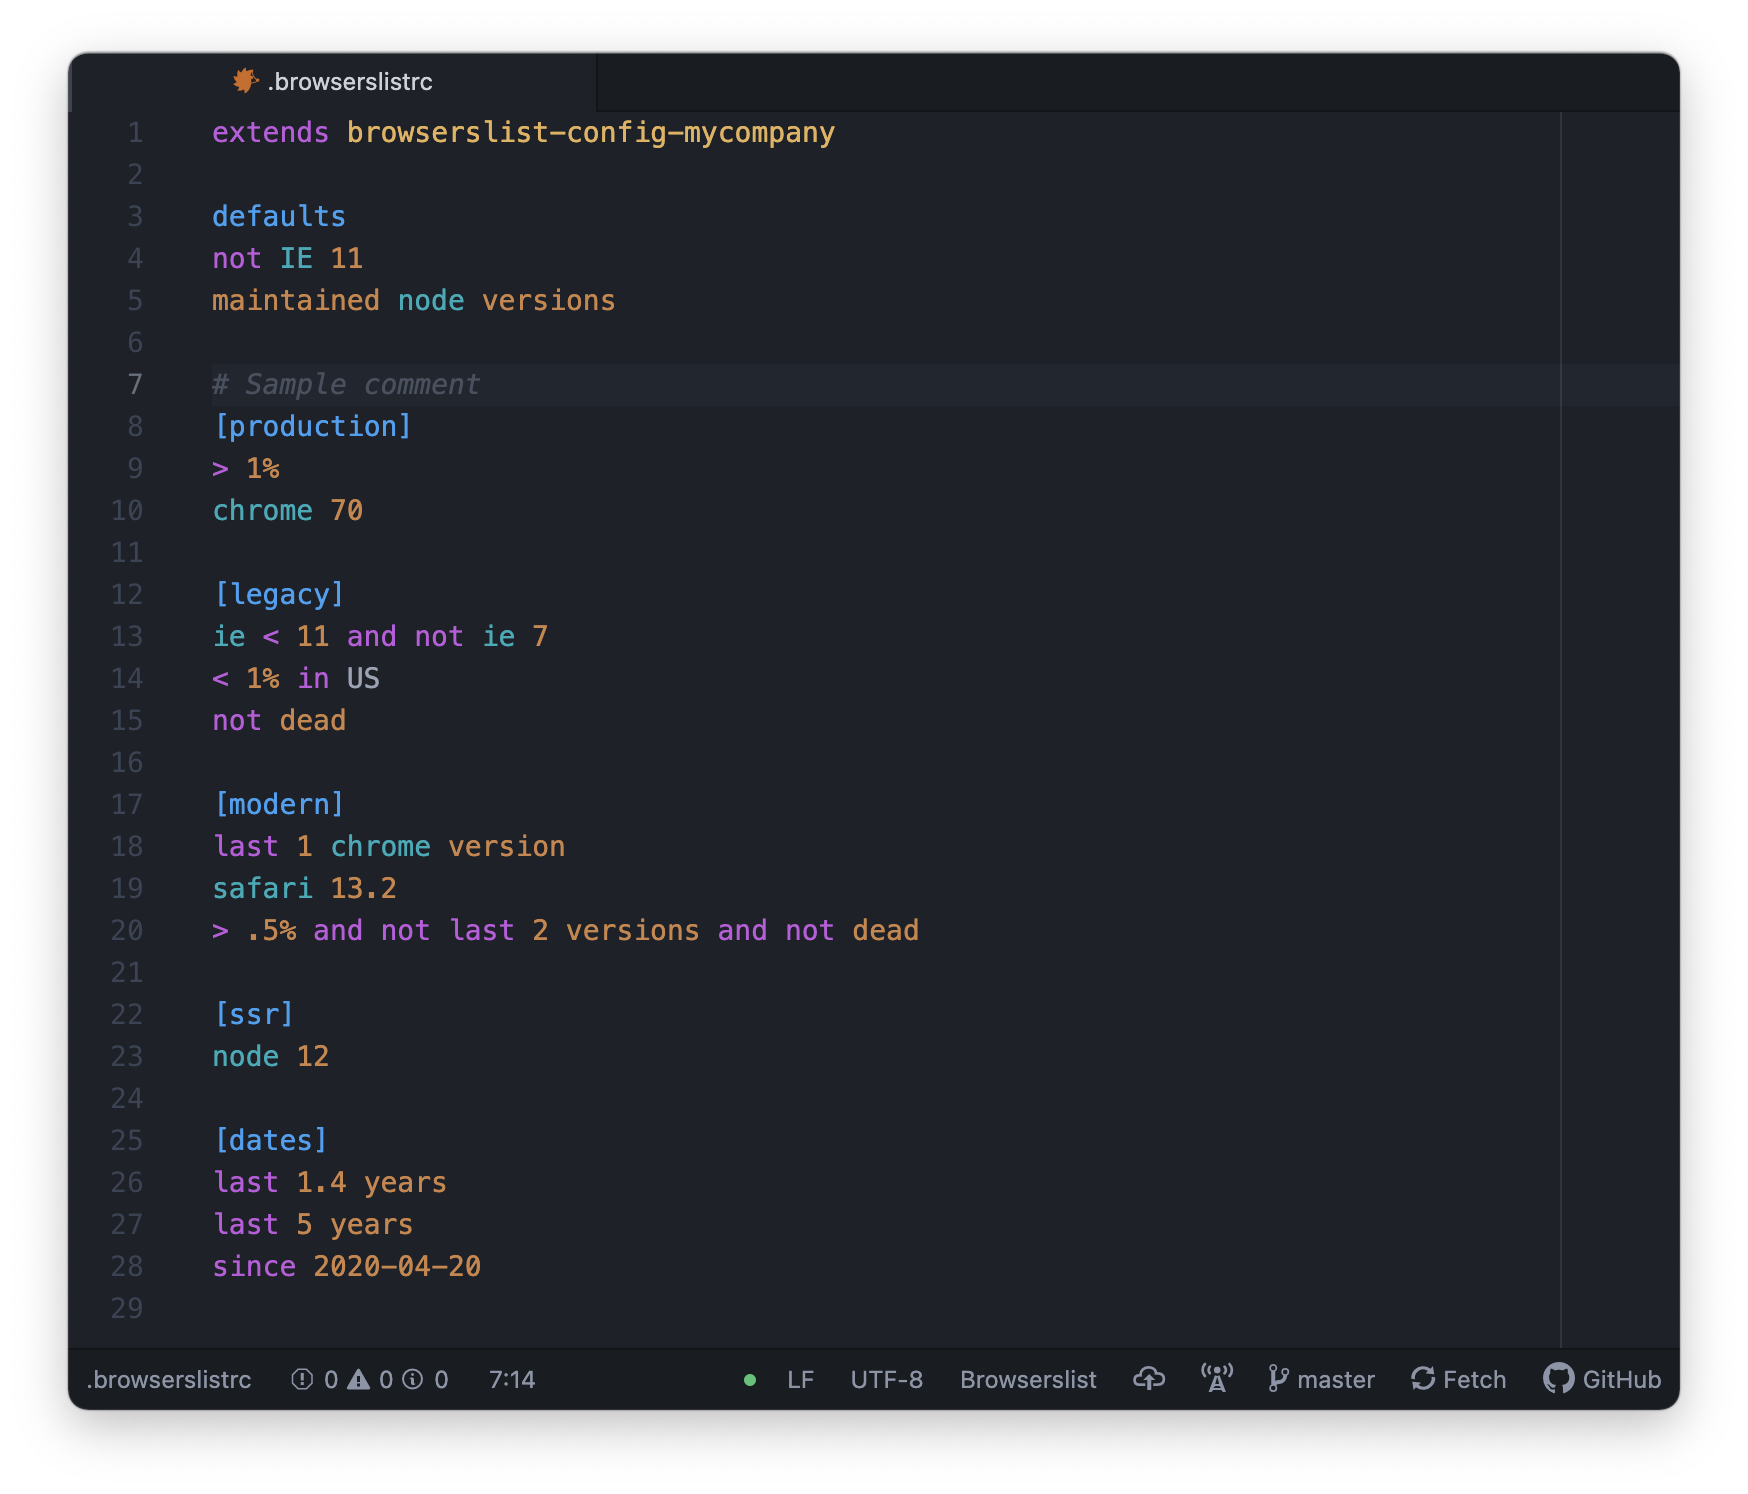 .browserslistrc
1 extends browserslist-config-mycompany
2
3 defaults
4 not IE 11
5 maintained node versions
6
7 # Sample comment
8 [production]
9 > 1%
10 chrome 70
11
12 [legacy]
13 ie < 11 and not ie 7
14 < 1% in US
15 not dead
16
17 [modern]
18 last 1 chrome version
19 safari 13.2
20 > .5% and not last 2 versions and not dead
21
22 [ssr]
23 node 12
24
25 [dates]
26 last 1.4 years
27 last 5 years
28 since 2020-04-20
29
.browserslistrc 0 0 0 7:14 LF UTF-8 Browserslist master Fetch GitHub